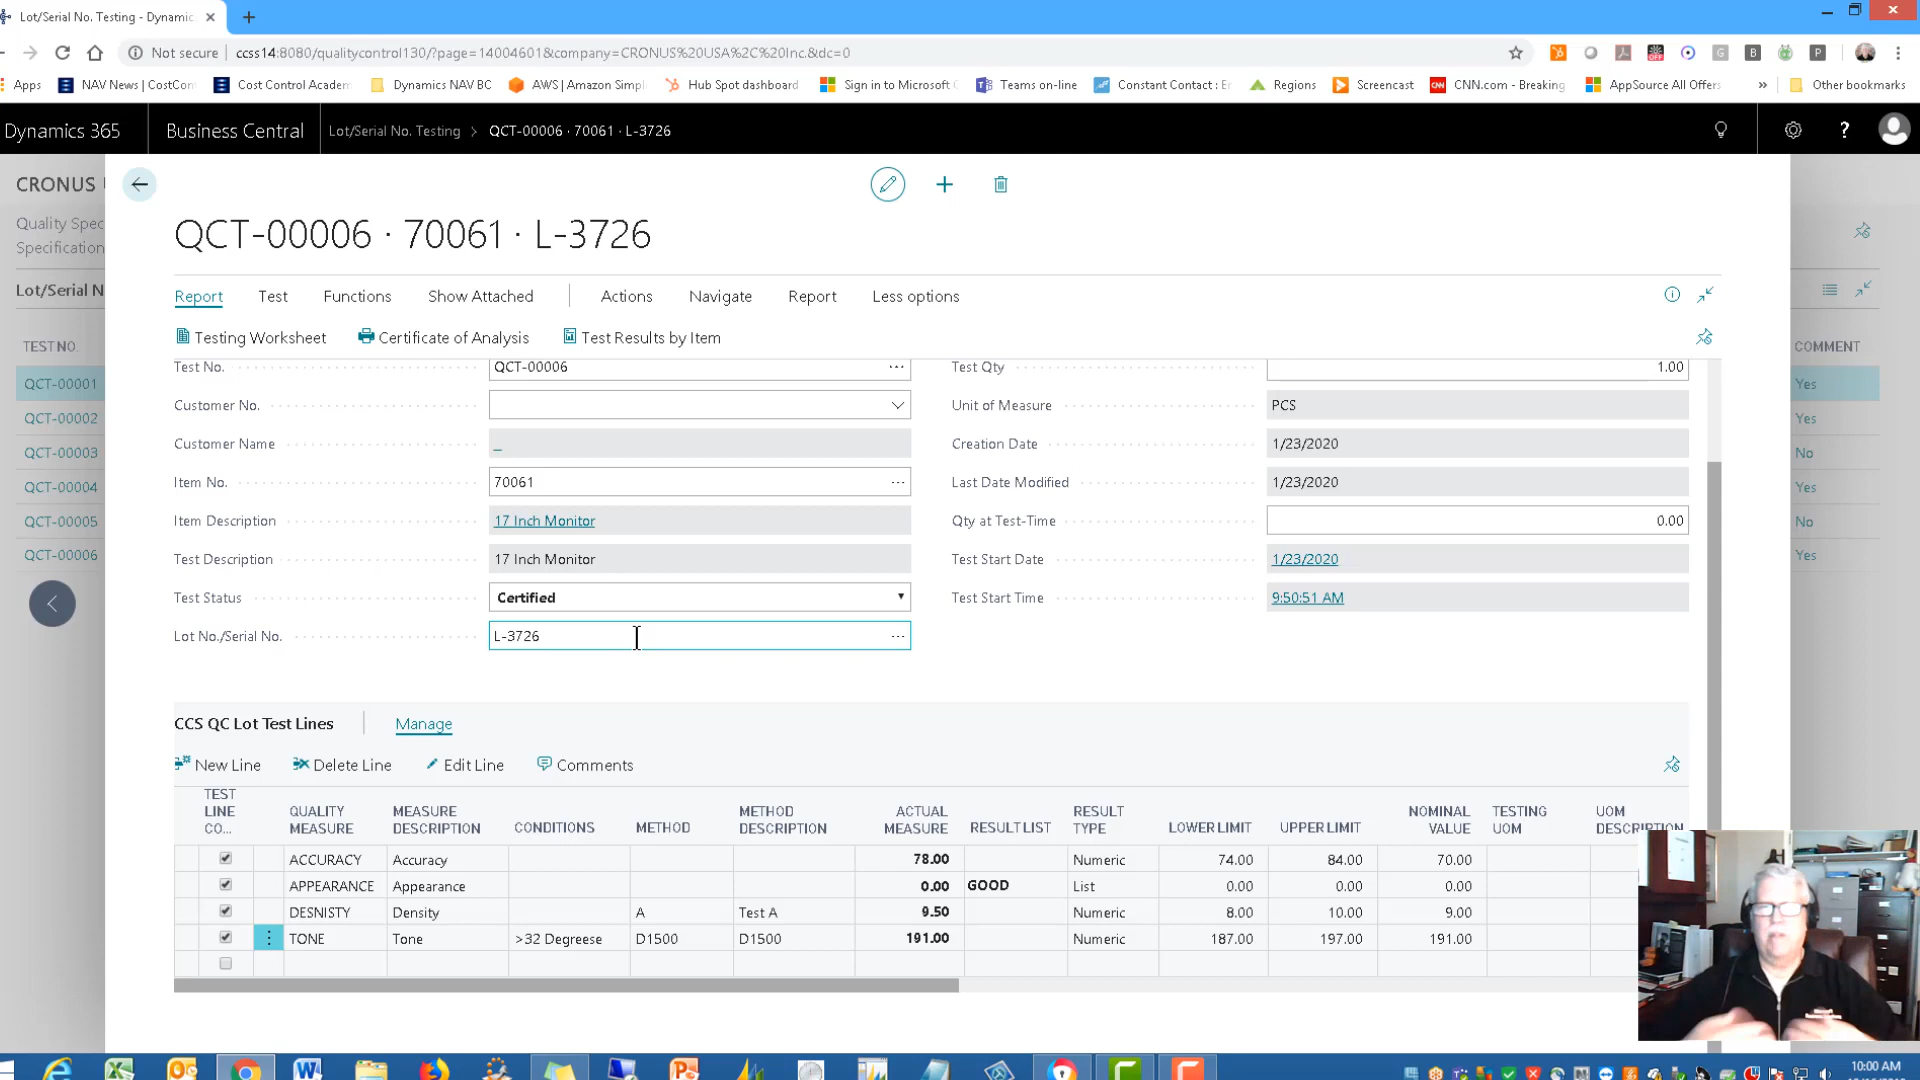 Lot/Serial No. Testing - Dynamic
Not secure ccss14:8080/qualitycontrol130/?page=14004601&company=CRONUS%20USA%2C%20Inc.&dc=0
Apps NAV News | CostCon Cost Control Academ Dynamics NAV BC AWS | Amazon Simpl Hub Spot dashboard Sign in to Microsoft Teams on-line Constant Contact : E Regions Screencast CNN.com - Breaking AppSource All Offers » Other bookmarks
Dynamics 365 Business Central Lot/Serial No. Testing > QCT-00006 · 70061 · L-3726
CRONUS
Quality Spec
Specification
Lot/Serial N
TEST NO.
QCT-00001
QCT-00002
QCT-00003
QCT-00004
QCT-00005
QCT-00006
QCT-00006 · 70061 · L-3726
Report Test Functions Show Attached Actions Navigate Report Less options
Testing Worksheet Certificate of Analysis Test Results by Item
Test No. QCT-00006 Test Qty 1.00
Customer No. Unit of Measure PCS
Customer Name _ Creation Date 1/23/2020
Item No. 70061 Last Date Modified 1/23/2020
Item Description 17 Inch Monitor Qty at Test-Time 0.00
Test Description 17 Inch Monitor Test Start Date 1/23/2020
Test Status Certified Test Start Time 9:50:51 AM
Lot No./Serial No. L-3726
CCS QC Lot Test Lines Manage
New Line Delete Line Edit Line Comments
TEST LINE CO... QUALITY MEASURE MEASURE DESCRIPTION CONDITIONS METHOD METHOD DESCRIPTION ACTUAL MEASURE RESULT LIST RESULT TYPE LOWER LIMIT UPPER LIMIT NOMINAL VALUE TESTING UOM UOM DESCRIPTION
ACCURACY Accuracy 78.00 Numeric 74.00 84.00 70.00
APPEARANCE Appearance 0.00 GOOD List 0.00 0.00 0.00
DESNISTY Density A Test A 9.50 Numeric 8.00 10.00 9.00
TONE Tone >32 Degreese D1500 D1500 191.00 Numeric 187.00 197.00 191.00
COMMENT
Yes
Yes
No
Yes
No
Yes
10:00 AM